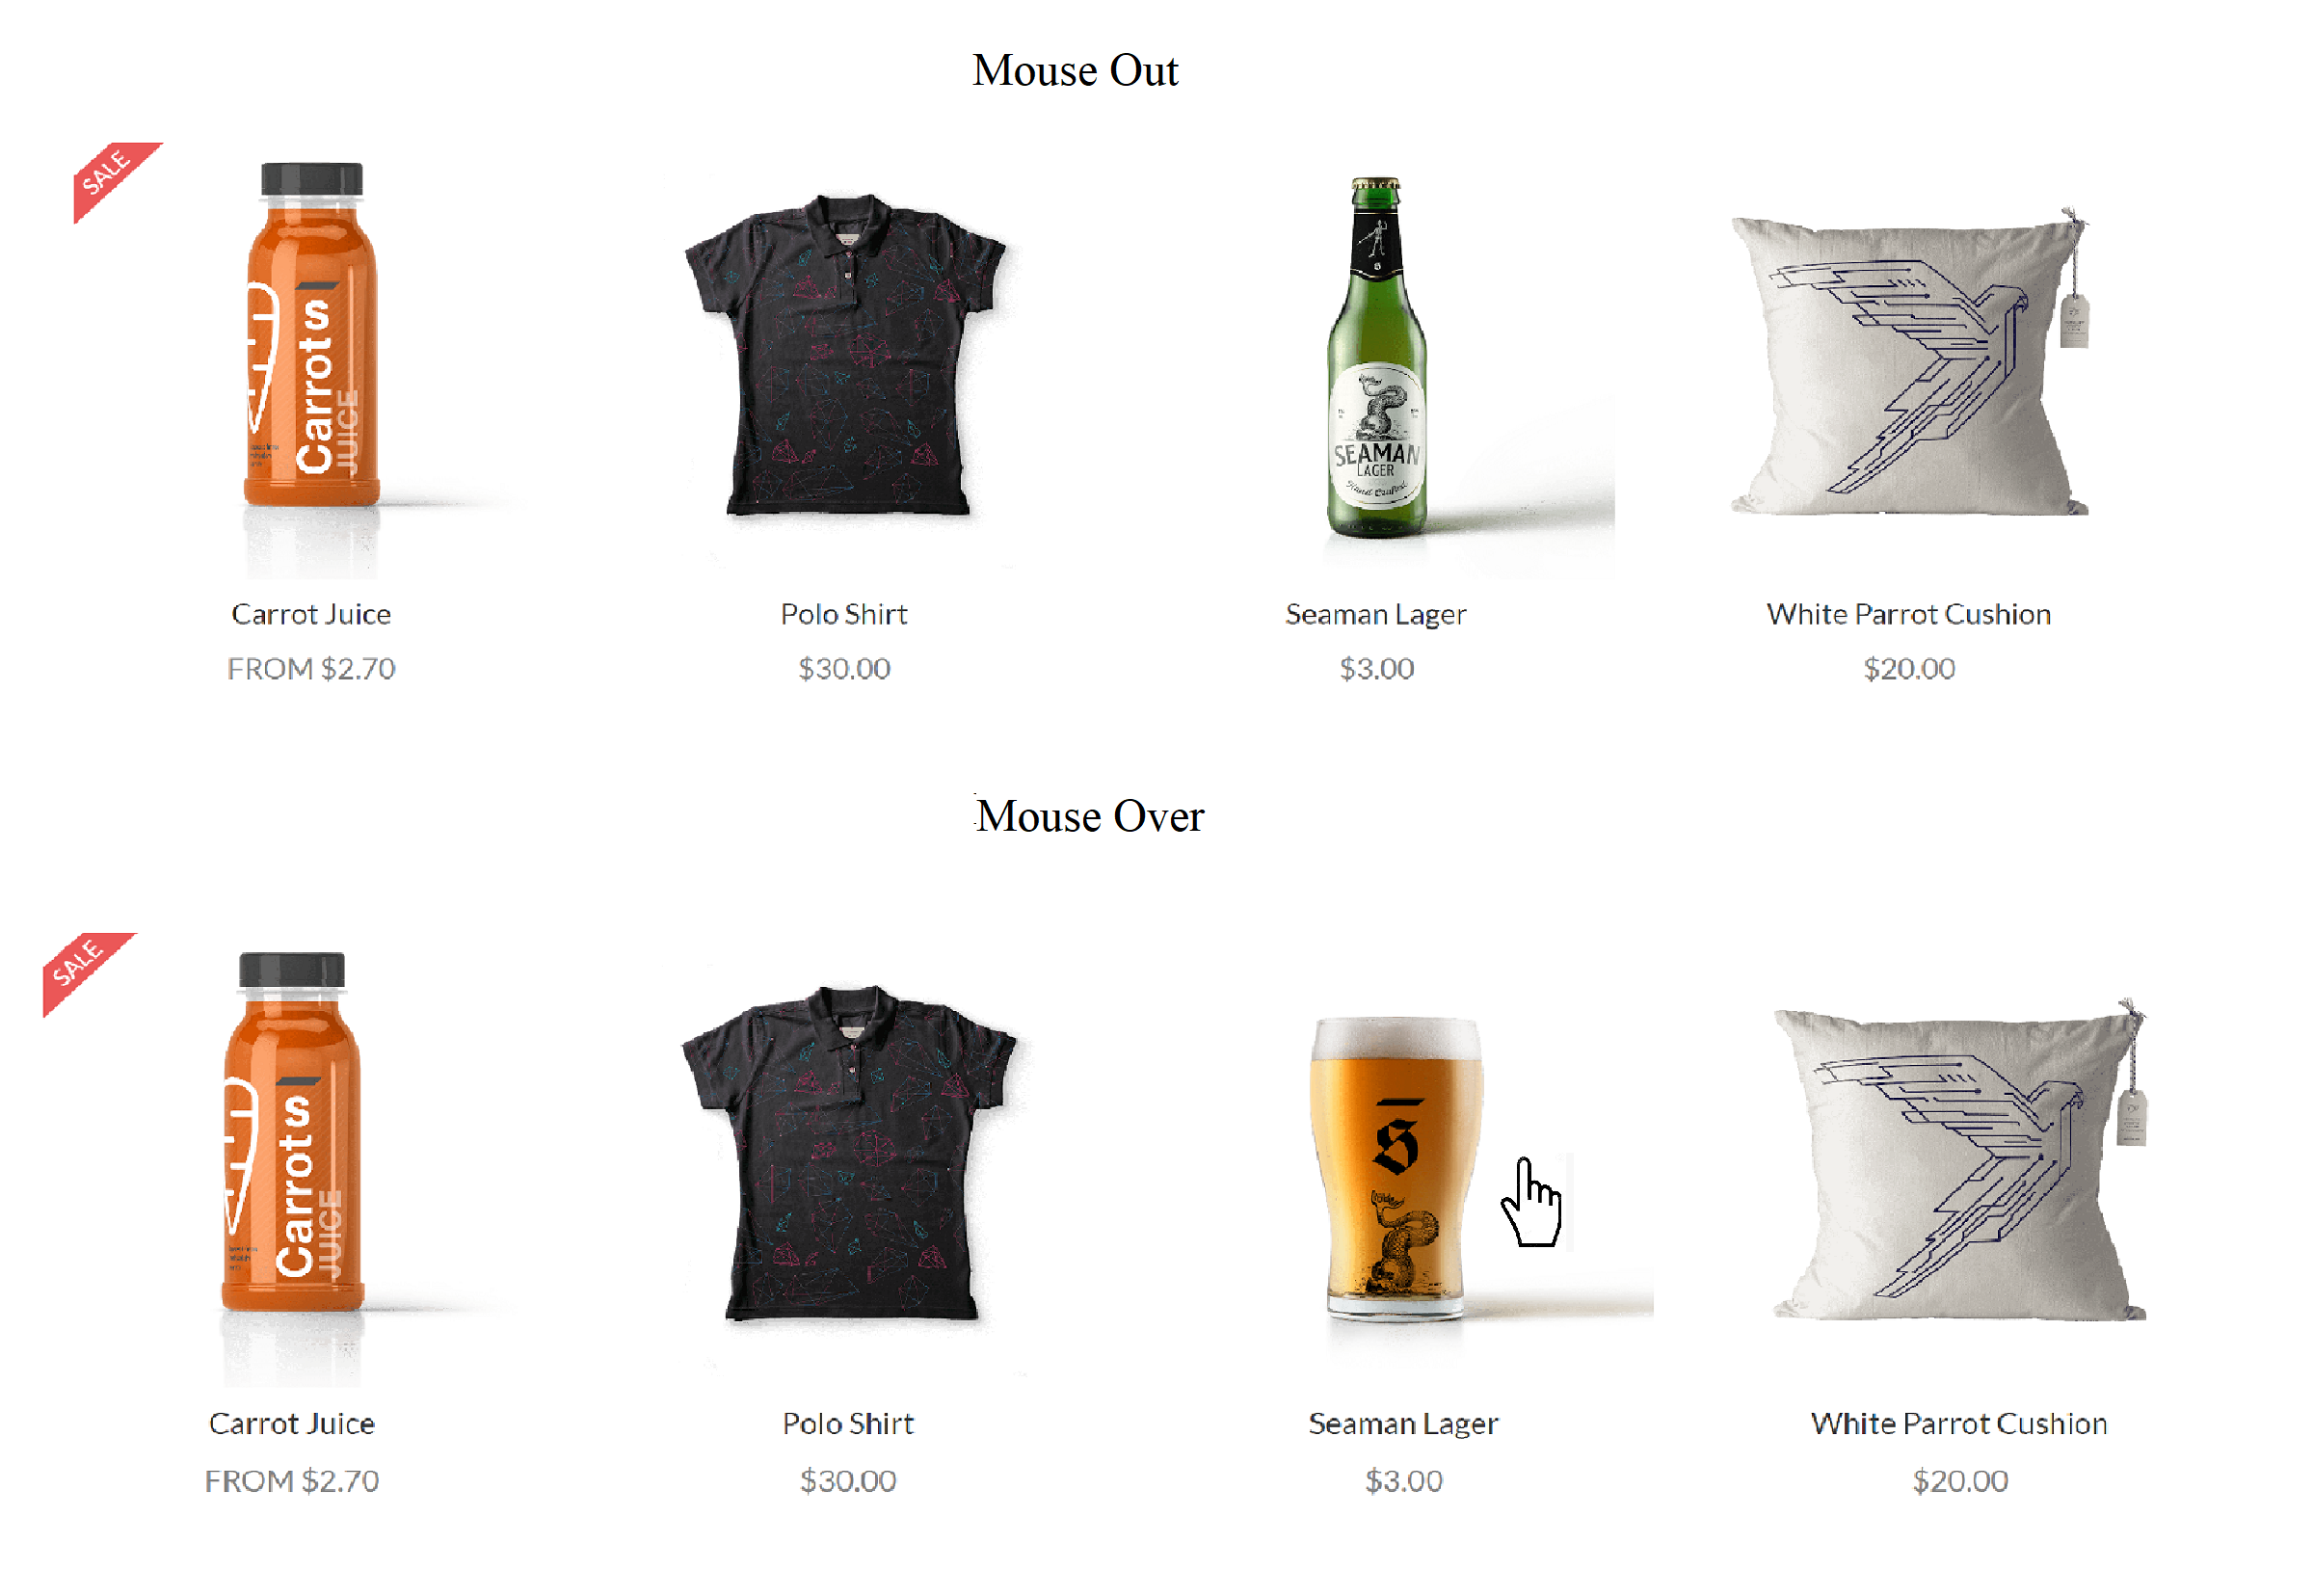 Mouse Out
SALE
Carrots
JUICE
SEAMAN
LAGER
Hand Crafted
Carrot Juice
Polo Shirt
Seaman Lager
White Parrot Cushion
FROM $2.70
$30.00
$3.00
$20.00
Mouse Over
SALE
Carrots
JUICE
S
Carrot Juice
Polo Shirt
Seaman Lager
White Parrot Cushion
FROM $2.70
$30.00
$3.00
$20.00